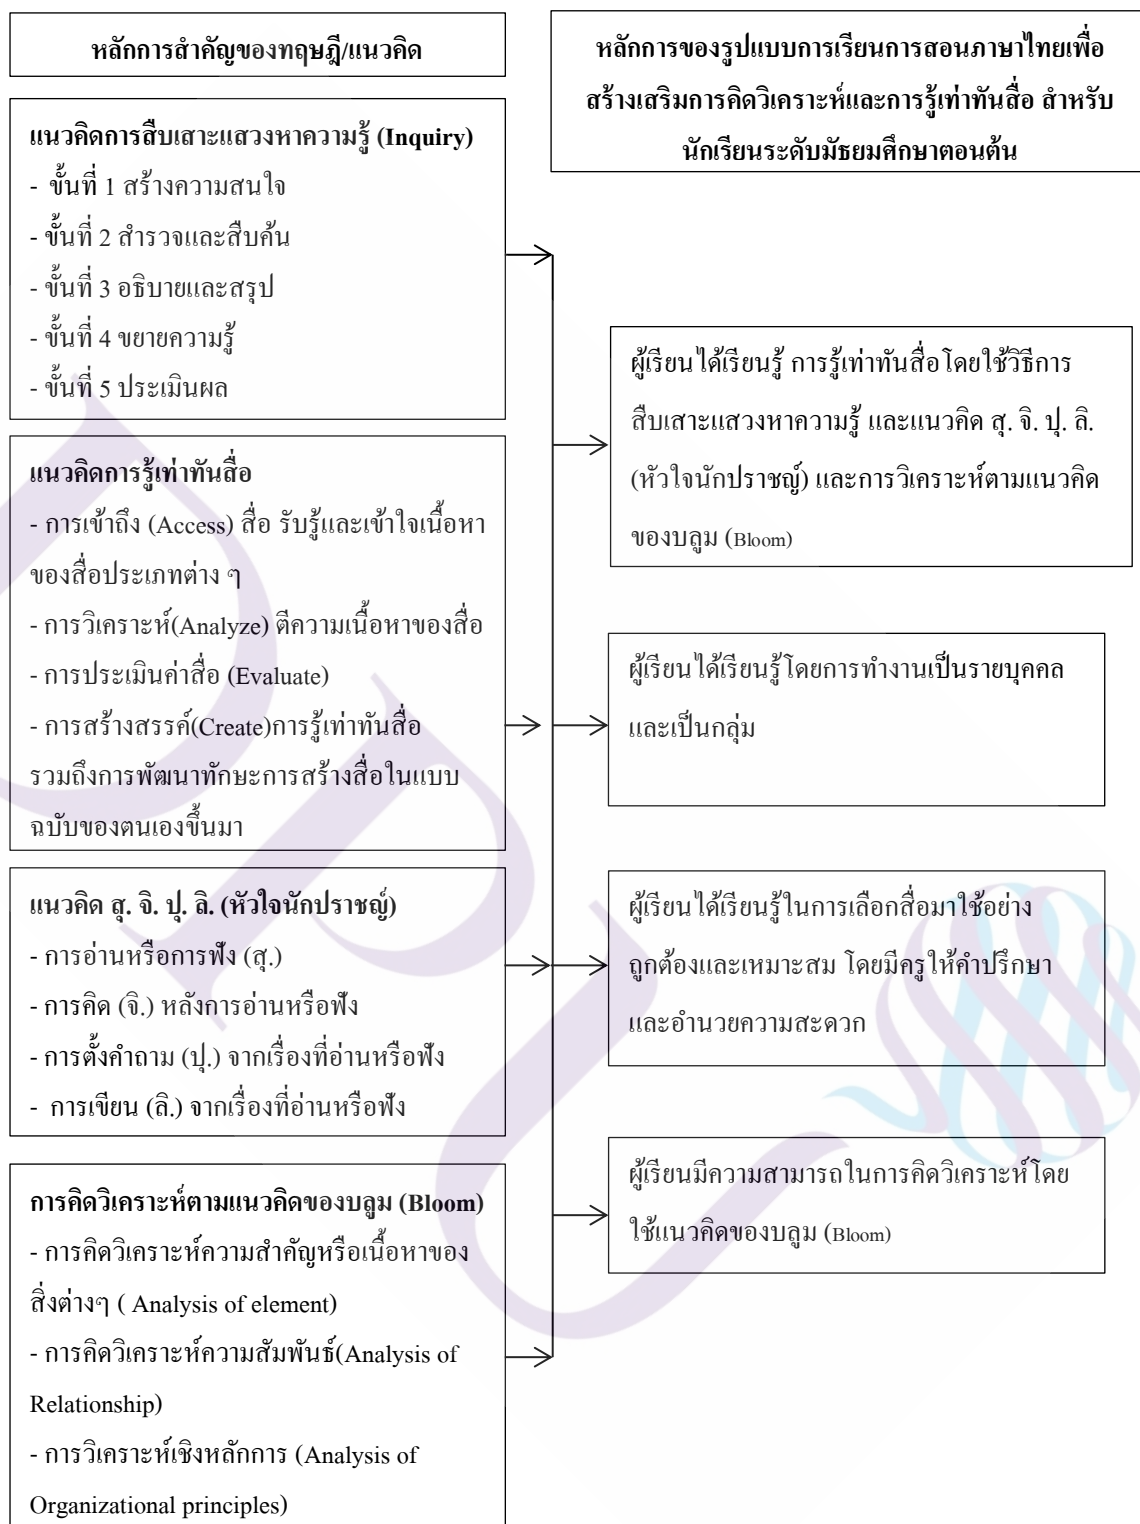 หลักการสำคัญของทฤษฎี/แนวคิด
แนวคิดการสืบเสาะแสวงหาความรู้ (Inquiry)
- ขั้นที่ 1 สร้างความสนใจ
- ขั้นที่ 2 สำรวจและสืบค้น
- ขั้นที่ 3 อธิบายและสรุป
- ขั้นที่ 4 ขยายความรู้
- ขั้นที่ 5 ประเมินผล
แนวคิดการรู้เท่าทันสื่อ
- การเข้าถึง (Access) สื่อ รับรู้และเข้าใจเนื้อหา
ของสื่อประเภทต่าง ๆ
- การวิเคราะห์(Analyze) ตีความเนื้อหาของสื่อ
- การประเมินค่าสื่อ (Evaluate)
- การสร้างสรรค์(Create)การรู้เท่าทันสื่อ
รวมถึงการพัฒนาทักษะการสร้างสื่อในแบบ
ฉบับของตนเองขึ้นมา
แนวคิด สุ. จิ. ปุ. ลิ. (หัวใจนักปราชญ์)
- การอ่านหรือการฟัง (สุ.)
- การคิด (จิ.) หลังการอ่านหรือฟัง
- การตั้งคำถาม (ปุ.) จากเรื่องที่อ่านหรือฟัง
- การเขียน (ลิ.) จากเรื่องที่อ่านหรือฟัง
การคิดวิเคราะห์ตามแนวคิดของบลูม (Bloom)
- การคิดวิเคราะห์ความสำคัญหรือเนื้อหาของ
สิ่งต่างๆ ( Analysis of element)
- การคิดวิเคราะห์ความสัมพันธ์(Analysis of
Relationship)
- การวิเคราะห์เชิงหลักการ (Analysis of
Organizational principles)
หลักการของรูปแบบการเรียนการสอนภาษาไทยเพื่อ
สร้างเสริมการคิดวิเคราะห์และการรู้เท่าทันสื่อ สำหรับ
นักเรียนระดับมัธยมศึกษาตอนต้น
ผู้เรียนได้เรียนรู้ การรู้เท่าทันสื่อโดยใช้วิธีการ
สืบเสาะแสวงหาความรู้ และแนวคิด สุ. จิ. ปุ. ลิ.
(หัวใจนักปราชญ์) และการวิเคราะห์ตามแนวคิด
ของบลูม (Bloom)
ผู้เรียนได้เรียนรู้โดยการทำงานเป็นรายบุคคล
และเป็นกลุ่ม
ผู้เรียนได้เรียนรู้ในการเลือกสื่อมาใช้อย่าง
ถูกต้องและเหมาะสม โดยมีครูให้คำปรึกษา
และอำนวยความสะดวก
ผู้เรียนมีความสามารถในการคิดวิเคราะห์โดย
ใช้แนวคิดของบลูม (Bloom)
DPU